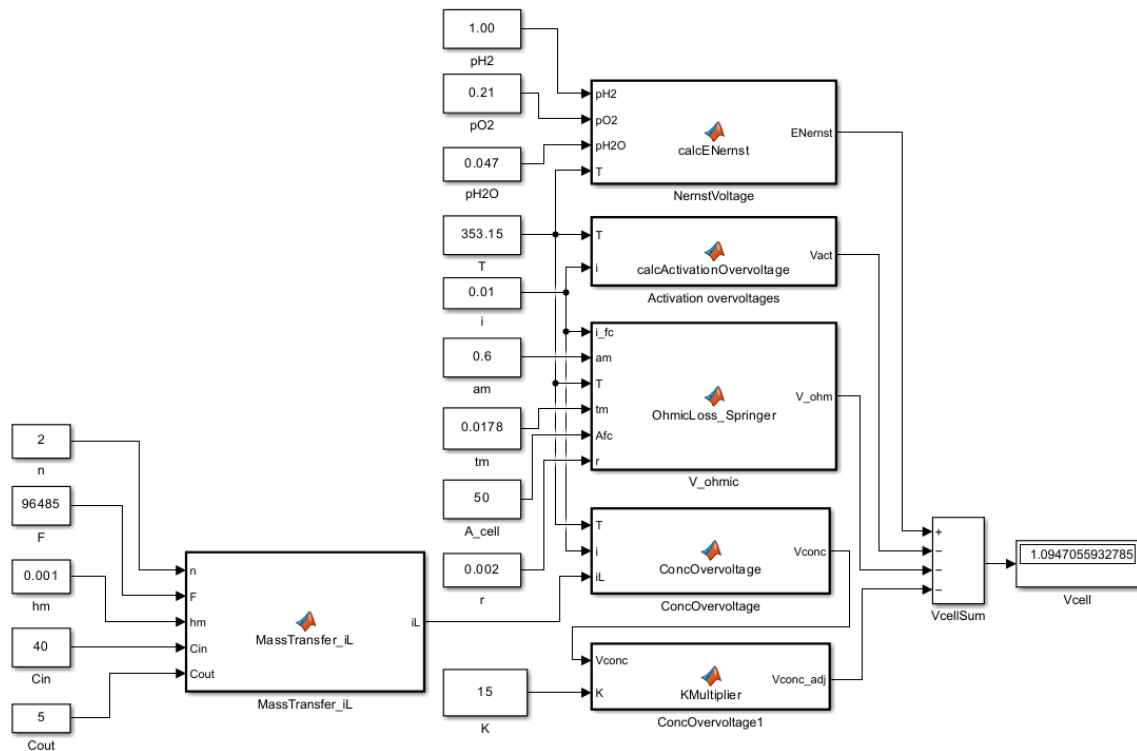 1.00
pH2
0.21
pO2
0.047
pH2O
353.15
T
0.01
i
0.6
am
0.0178
tm
50
A_cell
0.002
r
pH2
pO2
pH2O
T
calcENernst
ENernst
NernstVoltage
T
i
calcActivationOvervoltage
Vact
Activation overvoltages
i_fc
am
T
tm
Afc
r
OhmicLoss_Springer
V_ohm
V_ohmic
T
i
iL
ConcOvervoltage
Vconc
ConcOvervoltage
2
n
96485
F
0.001
hm
40
Cin
5
Cout
n
F
hm
Cin
Cout
MassTransfer_iL
iL
MassTransfer_iL
15
K
Vconc
K
KMultiplier
Vconc_adj
ConcOvervoltage1
+
−
−
−
VcellSum
1.0947055932785
Vcell